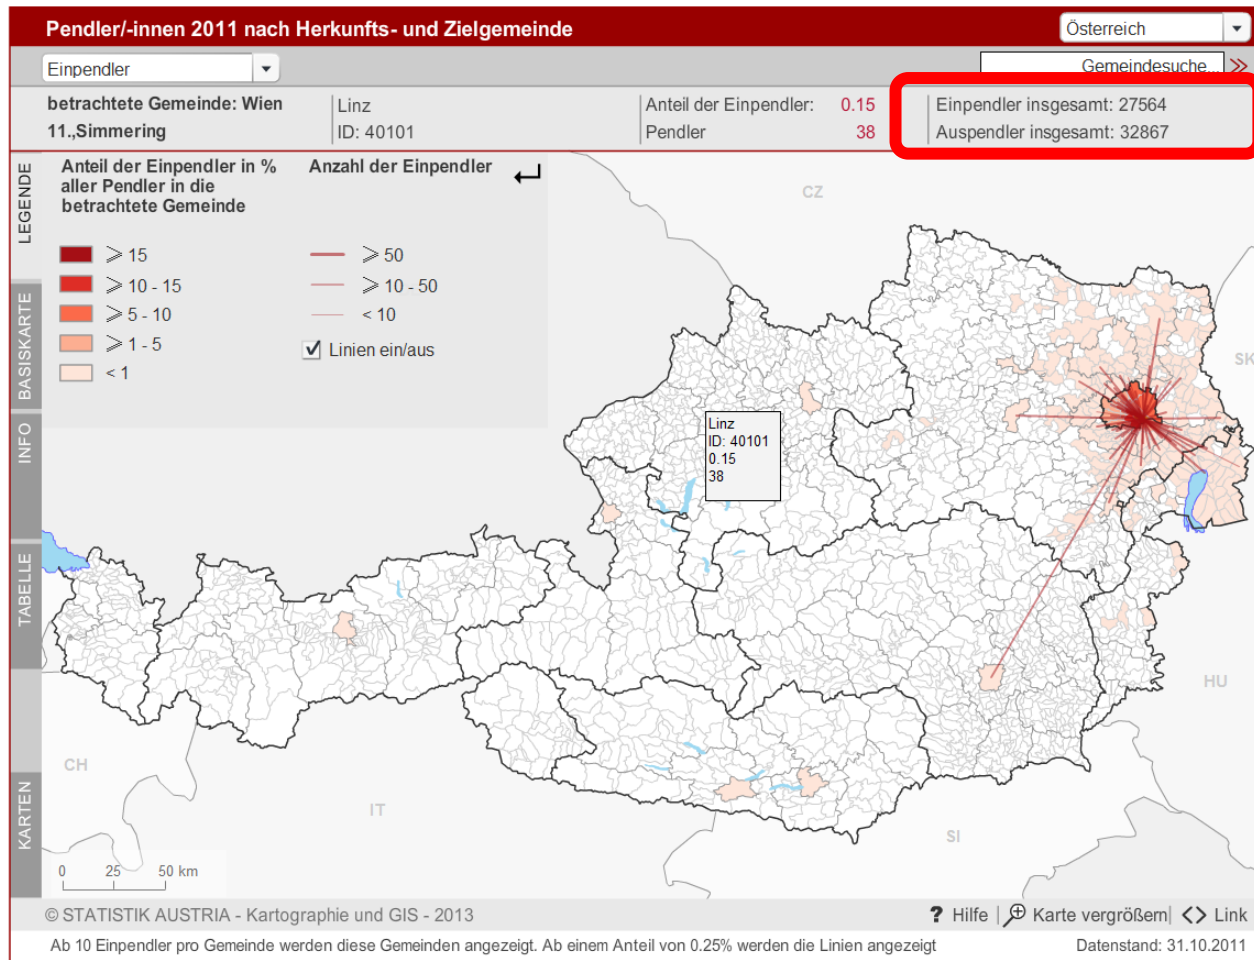 Pendler/-innen 2011 nach Herkunfts- und Zielgemeinde
Österreich
Einpendler
Gemeindesuche...
betrachtete Gemeinde: Wien
11.,Simmering
Linz
ID: 40101
Anteil der Einpendler: 0.15
Pendler 38
Einpendler insgesamt: 27564
Auspendler insgesamt: 32867
LEGENDE
BASISKARTE
INFO
TABELLE
KARTEN
Anteil der Einpendler in %
aller Pendler in die
betrachtete Gemeinde
⩾ 15
⩾ 10 - 15
⩾ 5 - 10
⩾ 1 - 5
< 1
Anzahl der Einpendler
⩾ 50
⩾ 10 - 50
< 10
Linien ein/aus
CZ
SK
Linz
ID: 40101
0.15
38
HU
CH
IT
SI
0 25 50 km
© STATISTIK AUSTRIA - Kartographie und GIS - 2013
? Hilfe | Karte vergrößern| <> Link
Ab 10 Einpendler pro Gemeinde werden diese Gemeinden angezeigt. Ab einem Anteil von 0.25% werden die Linien angezeigt
Datenstand: 31.10.2011